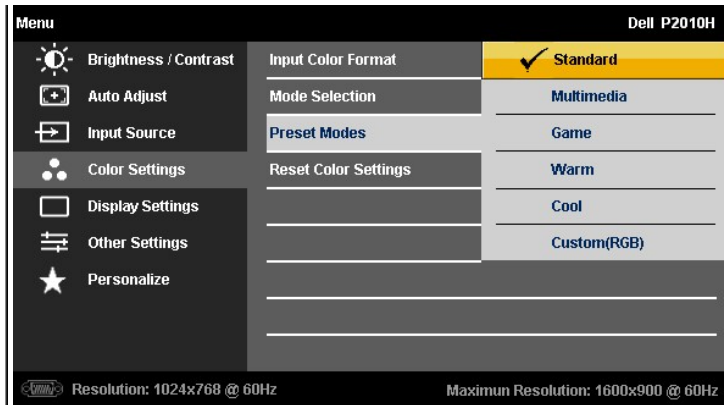 Menu Dell P2010H
Brightness / Contrast Input Color Format Standard
Auto Adjust Mode Selection Multimedia
Input Source Preset Modes Game
Color Settings Reset Color Settings Warm
Display Settings Cool
Other Settings Custom(RGB)
Personalize
Resolution: 1024x768 @ 60Hz Maximun Resolution: 1600x900 @ 60Hz